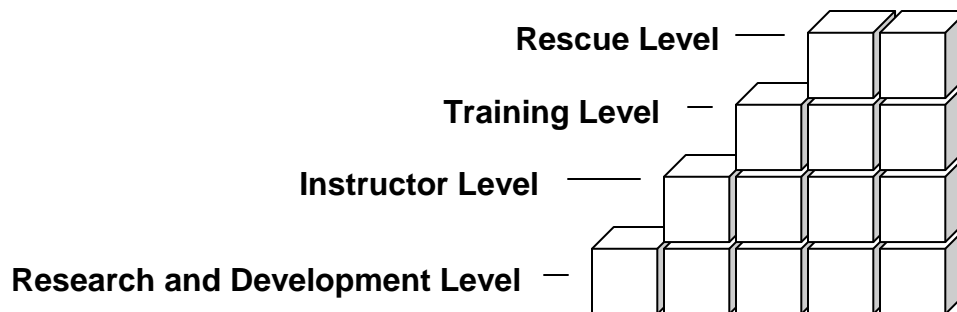 Rescue Level
Training Level
Instructor Level
Research and Development Level